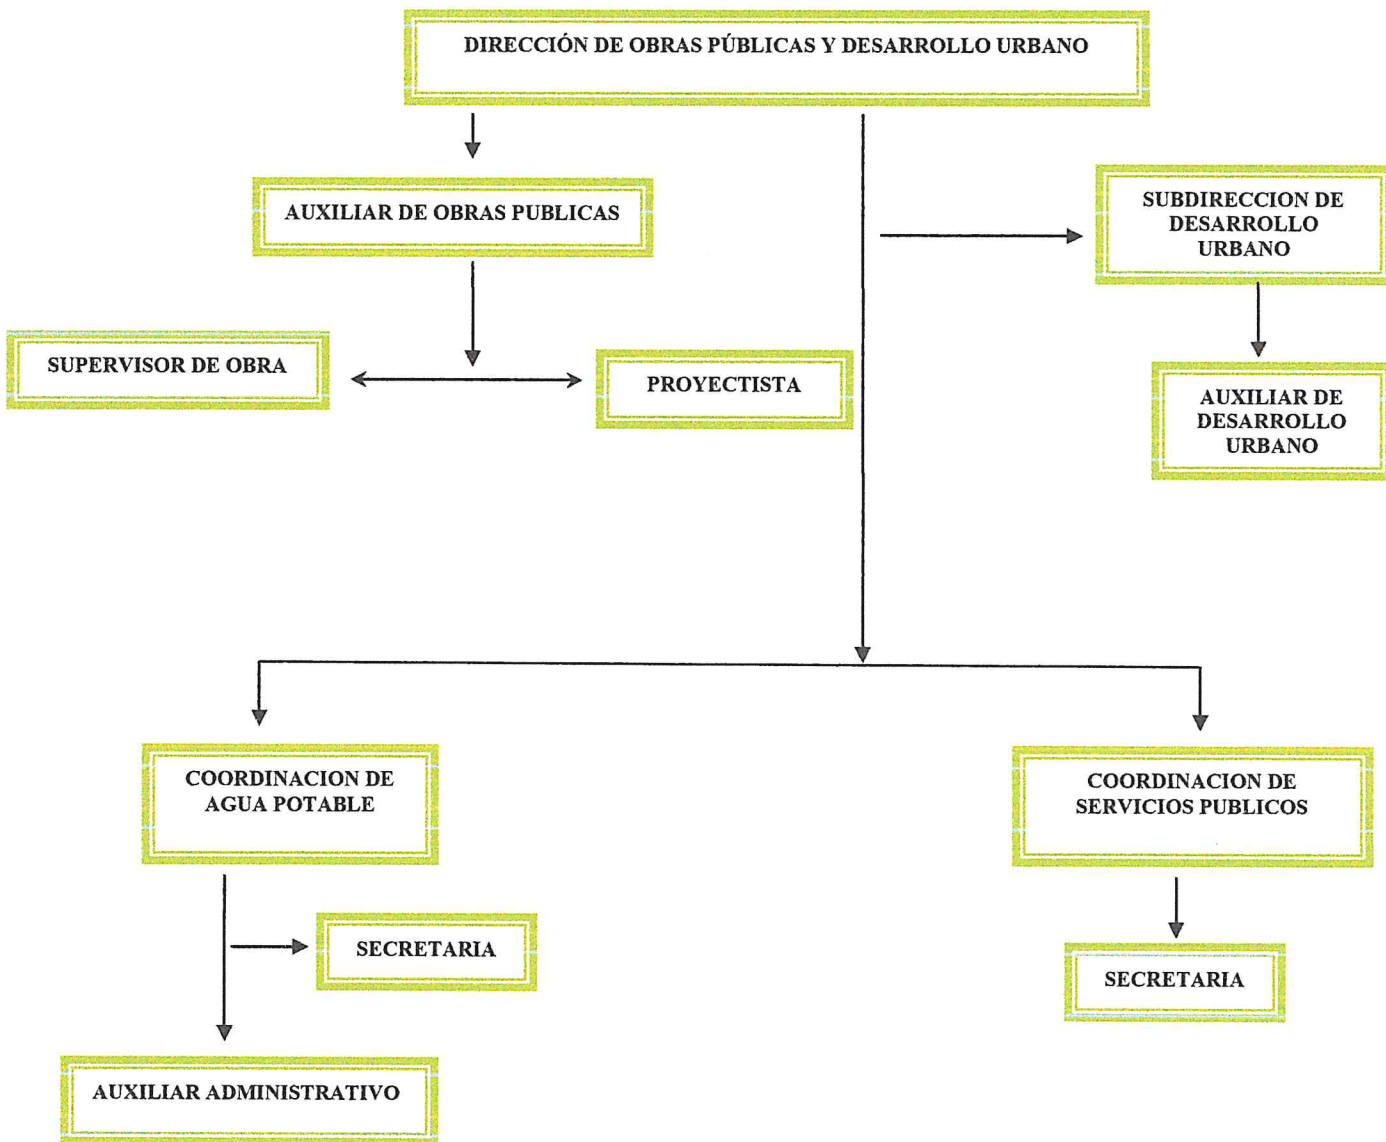 DIRECCIÓN DE OBRAS PÚBLICAS Y DESARROLLO URBANO
AUXILIAR DE OBRAS PUBLICAS
SUBDIRECCION DE
DESARROLLO
URBANO
SUPERVISOR DE OBRA
PROYECTISTA
AUXILIAR DE
DESARROLLO
URBANO
COORDINACION DE
AGUA POTABLE
COORDINACION DE
SERVICIOS PUBLICOS
SECRETARIA
SECRETARIA
AUXILIAR ADMINISTRATIVO